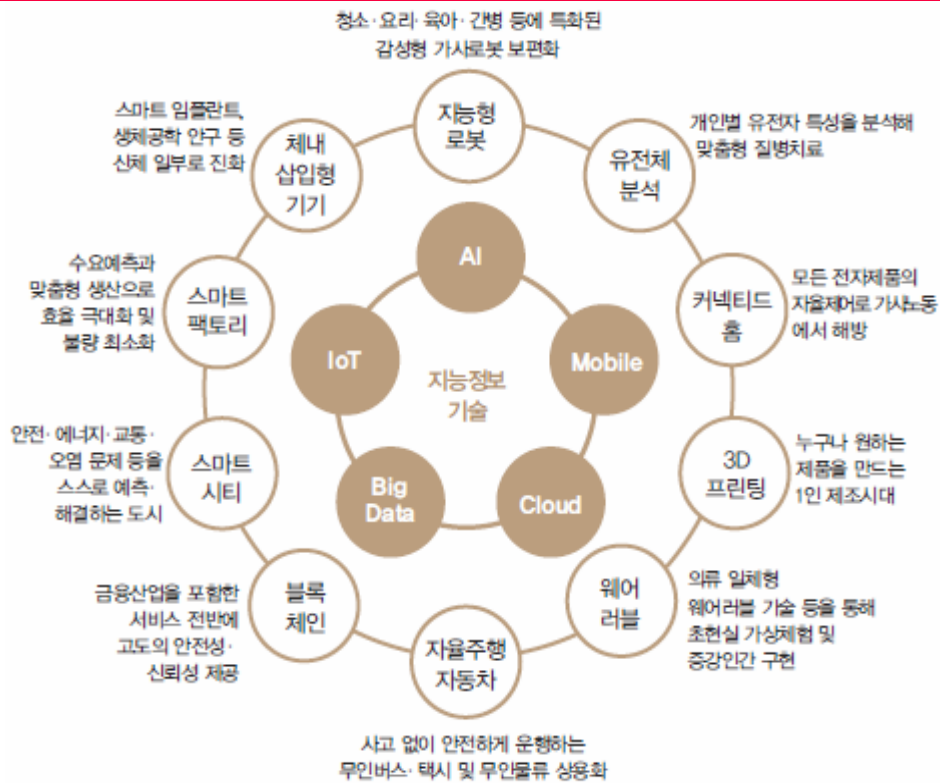 청소·요리·육아·간병 등에 특화된
감성형 가사로봇 보편화
지능형
로봇
스마트 임플란트,
생체공학 안구 등
신체 일부로 진화
체내
삽입형
기기
유전체
분석
개인별 유전자 특성을 분석해
맞춤형 질병치료
AI
수요예측과
맞춤형 생산으로
효율 극대화 및
불량 최소화
스마트
팩토리
IoT
지능정보
기술
Mobile
커넥티드
홈
모든 전자제품의
자율제어로 가사노동
에서 해방
안전·에너지·교통·
오염 문제 등을
스스로 예측·
해결하는 도시
스마트
시티
Big
Data
Cloud
3D
프린팅
누구나 원하는
제품을 만드는
1인 제조시대
금융산업을 포함한
서비스 전반에
고도의 안전성·
신뢰성 제공
블록
체인
자율주행
자동차
웨어
러블
의류 일체형
웨어러블 기술 등을 통해
초현실 가상체험 및
증강인간 구현
사고 없이 안전하게 운행하는
무인버스·택시 및 무인물류 상용화